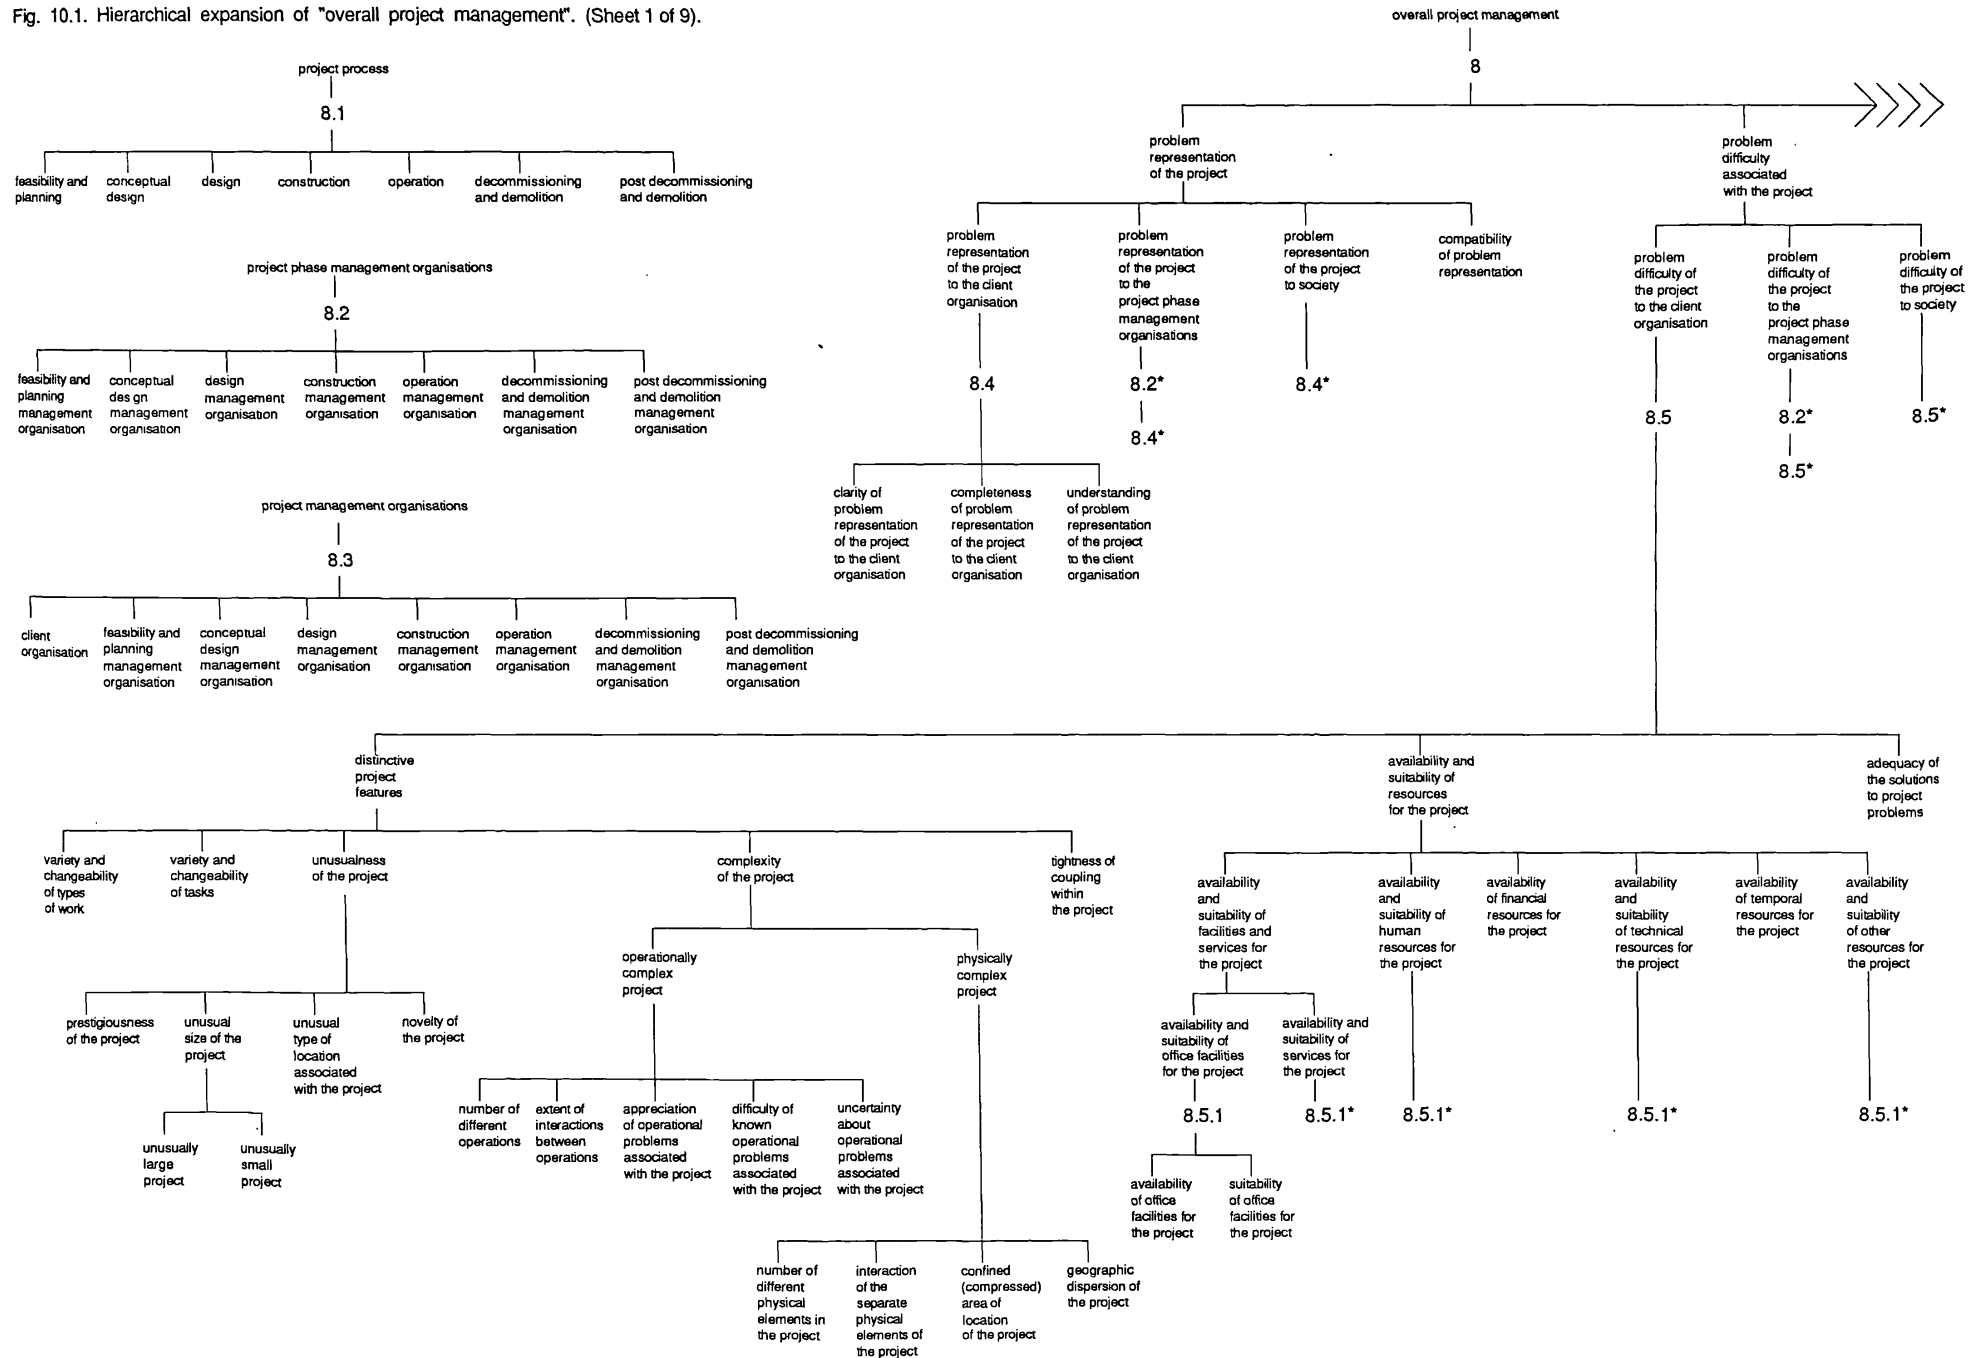 Fig. 10.1. Hierarchical expansion of "overall project management". (Sheet 1 of 9).
project process
8.1
feasibility and
planning
conceptual
design
design
construction
operation
decommissioning
and demolition
post decommissioning
and demolition
project phase management organisations
8.2
feasibility and
planning
management
organisation
conceptual
design
management
organisation
design
management
organisation
construction
management
organisation
operation
management
organisation
decommissioning
and demolition
management
organisation
post decommissioning
and demolition
management
organisation
project management organisations
8.3
client
organisation
feasibility and
planning
management
organisation
conceptual
design
management
organisation
design
management
organisation
construction
management
organisation
operation
management
organisation
decommissioning
and demolition
management
organisation
post decommissioning
and demolition
management
organisation
overall project management
8
problem
representation
of the project
problem
difficulty
associated
with the project
problem
representation
of the project
to the client
organisation
problem
representation
of the project
to the
project phase
management
organisations
problem
representation
of the project
to society
compatibility
of problem
representation
problem
difficulty of
the project
to the client
organisation
problem
difficulty of
the project
to the
project phase
management
organisations
problem
difficulty of
the project
to society
8.4
8.2*
8.4*
8.4*
8.5
8.2*
8.5*
8.5*
clarity of
problem
representation
of the project
to the client
organisation
completeness
of problem
representation
of the project
to the client
organisation
understanding
of problem
representation
of the project
to the client
organisation
distinctive
project
features
availability and
suitability of
resources
for the project
adequacy of
the solutions
to project
problems
variety and
changeability
of types
of work
variety and
changeability
of tasks
unusualness
of the project
complexity
of the project
tightness of
coupling
within
the project
prestigiousness
of the project
unusual
size of the
project
unusual
type of
location
associated
with the project
novelty of
the project
unusually
large
project
unusually
small
project
operationally
complex
project
physically
complex
project
number of
different
operations
extent of
interactions
between
operations
appreciation
of operational
problems
associated
with the project
difficulty of
known
operational
problems
associated
with the project
uncertainty
about
operational
problems
associated
with the project
number of
different
physical
elements in
the project
interaction
of the
separate
physical
elements of
the project
confined
(compressed)
area of
location
of the project
geographic
dispersion of
the project
availability
and
suitability of
facilities and
services for
the project
availability
and
suitability of
human
resources for
the project
availability
of financial
resources for
the project
availability
and
suitability
of technical
resources for
the project
availability
of temporal
resources for
the project
availability
and
suitability
of other
resources for
the project
availability and
suitability of
office facilities
for the project
availability and
suitability of
services for
the project
8.5.1
8.5.1*
8.5.1*
8.5.1*
8.5.1*
availability
of office
facilities for
the project
suitability
of office
facilities for
the project